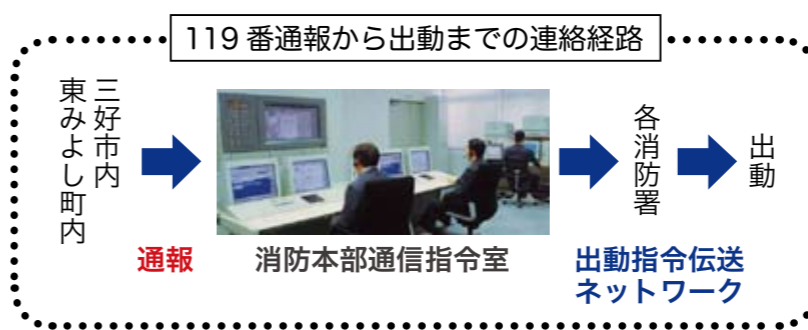 119番通報から出動までの連絡経路
三好市内
東みよし町内
通報
消防本部通信指令室
各消防署
出動指令伝送
ネットワーク
出動